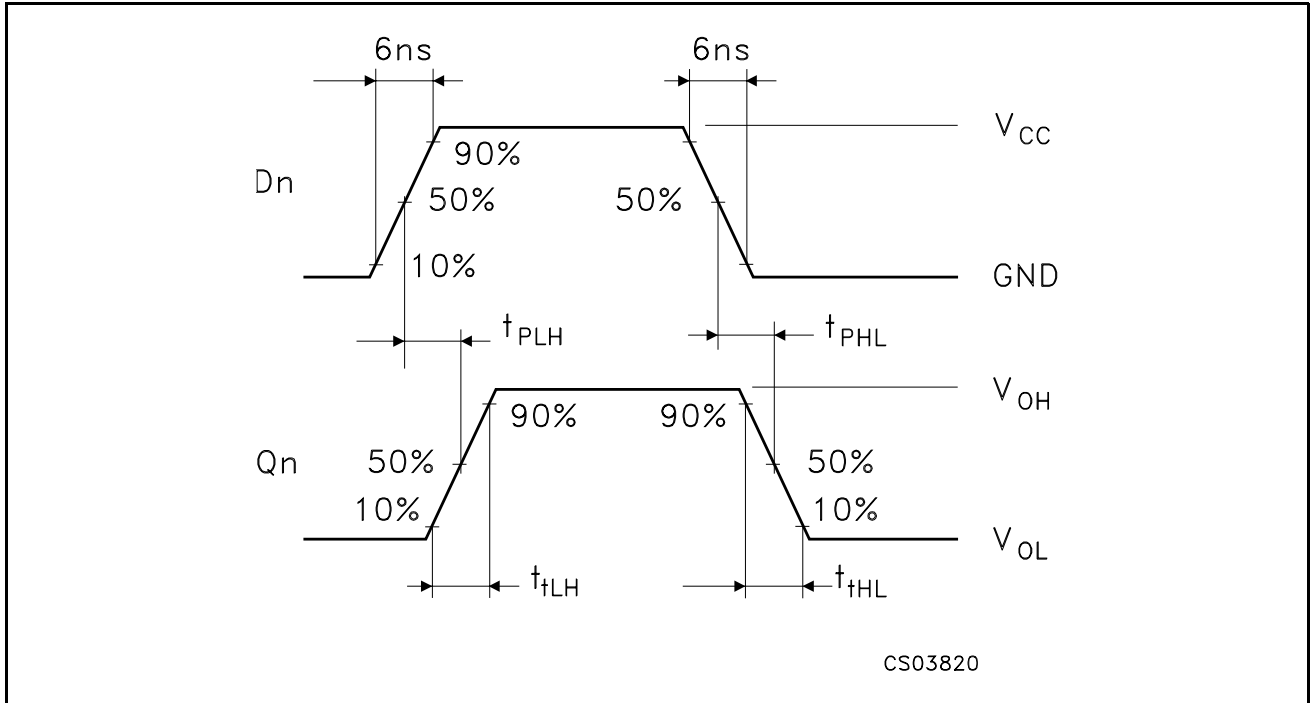 6ns 6ns
V_CC
90%
Dn 50% 50%
10% GND
t_PLH t_PHL
V_OH
90% 90%
Qn 50% 50%
10% 10%
V_OL
t_tLH t_tHL
CS03820